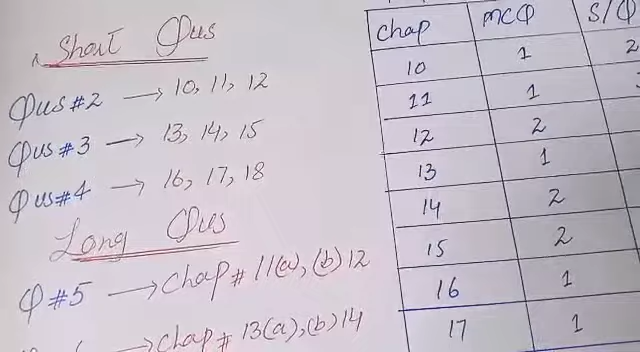 Short Qus
Qus#2 → 10, 11, 12
Qus#3 → 13, 14, 15
Qus#4 → 16, 17, 18
Long Qus
Q#5 → Chap# 11(a), (b) 12
→ Chap# 13(a), (b) 14
Chap MCQ S/Q
10 1 2
11 1
12 2
13 1
14 2
15 2
16 1
17 1